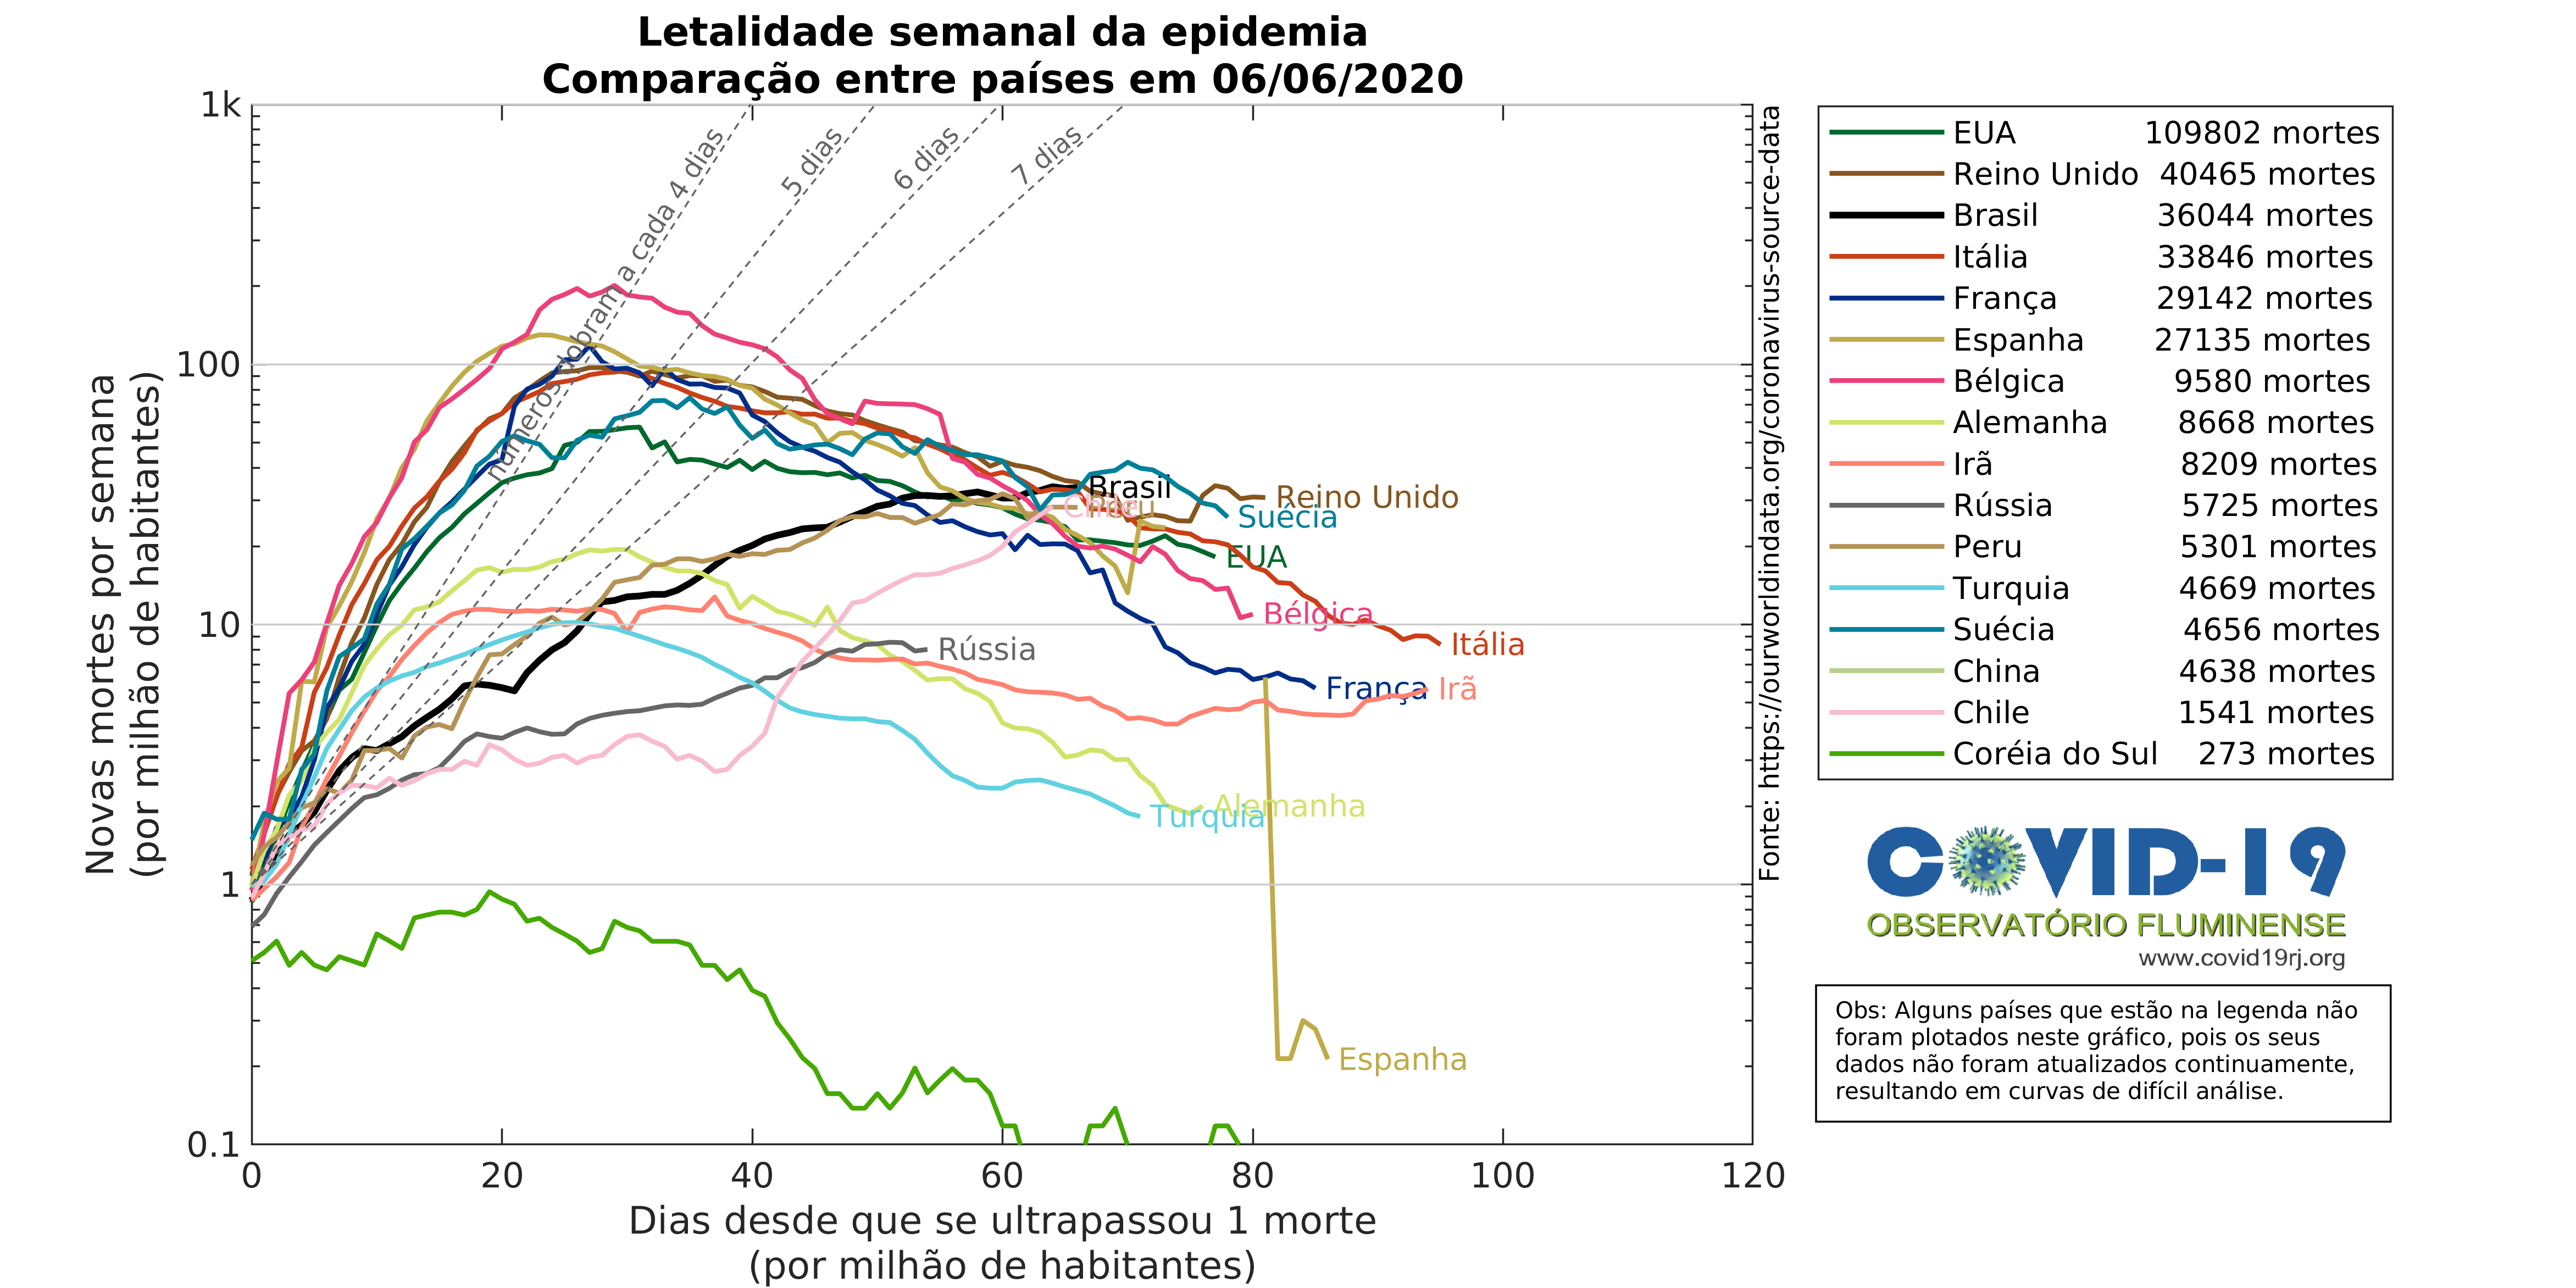 Letalidade semanal da epidemia
Comparação entre países em 06/06/2020
Novas mortes por semana
(por milhão de habitantes)
1k
100
10
1
0.1
0
20
40
60
80
100
120
Dias desde que se ultrapassou 1 morte
(por milhão de habitantes)
números dobram a cada 4 dias
5 dias
6 dias
7 dias
Brasil
Chile
Peru
Reino Unido
Suécia
EUA
Bélgica
Itália
Rússia
França
Irã
Alemanha
Turquia
Espanha
Fonte: https://ourworldindata.org/coronavirus-source-data
EUA 109802 mortes
Reino Unido 40465 mortes
Brasil 36044 mortes
Itália 33846 mortes
França 29142 mortes
Espanha 27135 mortes
Bélgica 9580 mortes
Alemanha 8668 mortes
Irã 8209 mortes
Rússia 5725 mortes
Peru 5301 mortes
Turquia 4669 mortes
Suécia 4656 mortes
China 4638 mortes
Chile 1541 mortes
Coréia do Sul 273 mortes
COVID-19
OBSERVATÓRIO FLUMINENSE
www.covid19rj.org
Obs: Alguns países que estão na legenda não
foram plotados neste gráfico, pois os seus
dados não foram atualizados continuamente,
resultando em curvas de difícil análise.